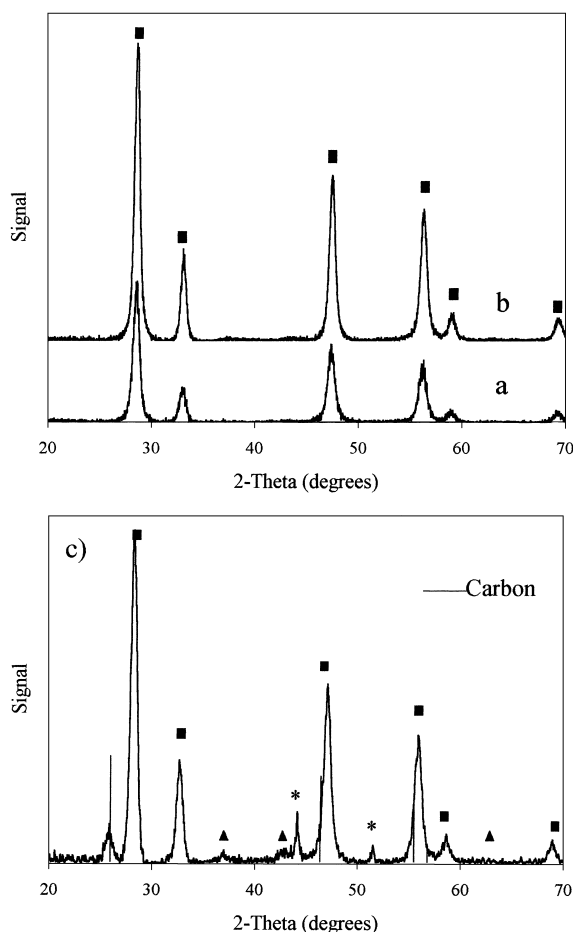 Signal
b
a
20 30 40 50 60 70
2-Theta (degrees)
c)
Carbon
Signal
* *
20 30 40 50 60 70
2-Theta (degrees)